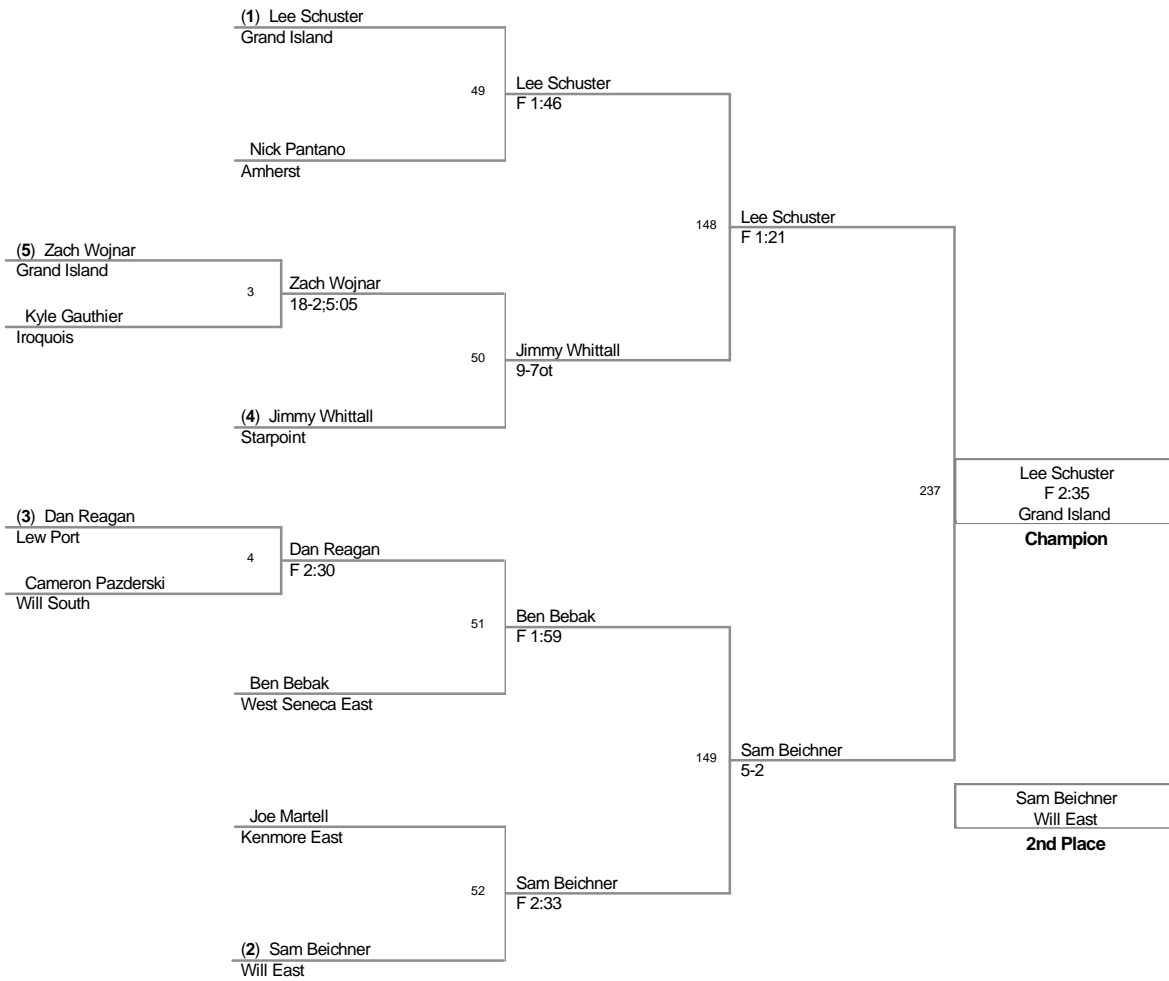 (1) Lee Schuster
Grand Island
49
Lee Schuster
F 1:46
Nick Pantano
Amherst
148
Lee Schuster
F 1:21
(5) Zach Wojnar
Grand Island
3
Zach Wojnar
18-2;5:05
Kyle Gauthier
Iroquois
50
Jimmy Whittall
9-7ot
(4) Jimmy Whittall
Starpoint
237
Lee Schuster
F 2:35
Grand Island
Champion
(3) Dan Reagan
Lew Port
4
Dan Reagan
F 2:30
Cameron Pazderski
Will South
51
Ben Bebak
F 1:59
Ben Bebak
West Seneca East
149
Sam Beichner
5-2
Sam Beichner
Will East
2nd Place
Joe Martell
Kenmore East
52
Sam Beichner
F 2:33
(2) Sam Beichner
Will East